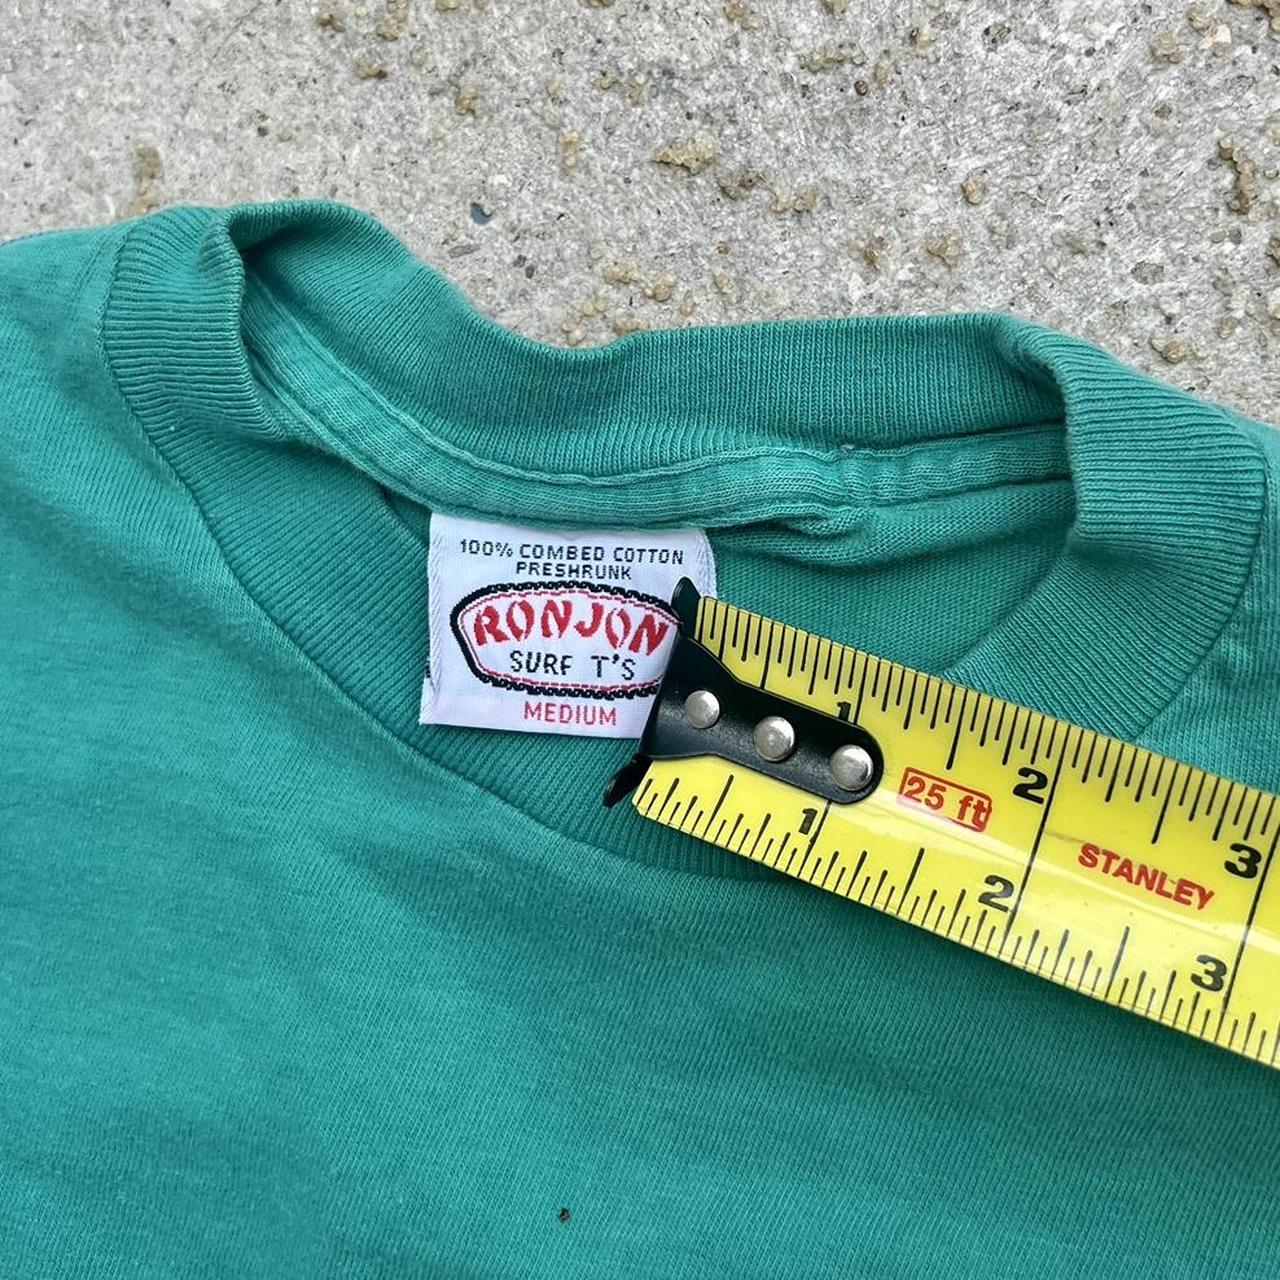 100% COMBED COTTON
PRESHRUNK
RONJON
SURF T'S
MEDIUM
1
2
3
25 ft
STANLEY
1
2
3